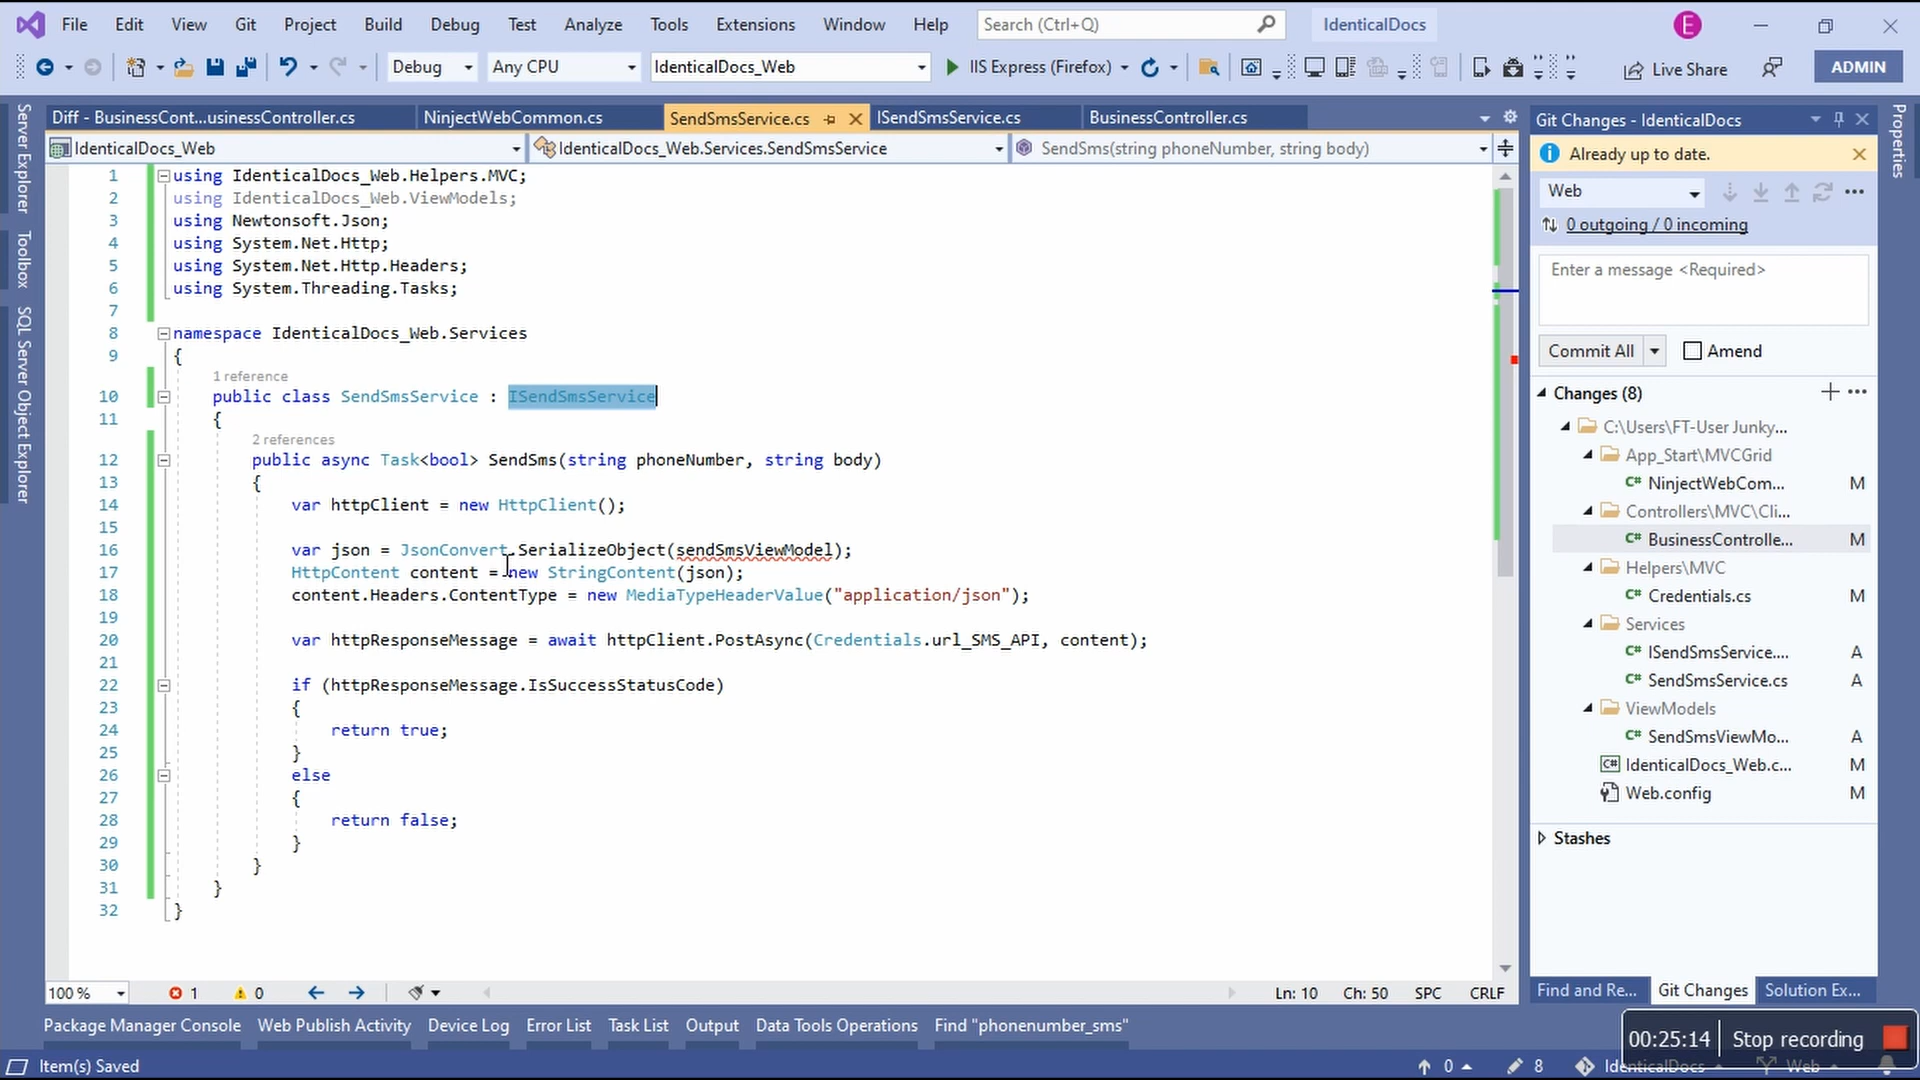 File Edit View Git Project Build Debug Test Analyze Tools Extensions Window Help Search (Ctrl+Q) IdenticalDocs E
Debug Any CPU IdenticalDocs_Web IIS Express (Firefox) Live Share ADMIN
Server Explorer
Toolbox
SQL Server Object Explorer
Diff - BusinessCont...usinessController.cs NinjectWebCommon.cs SendSmsService.cs ISendSmsService.cs BusinessController.cs
IdenticalDocs_Web IdenticalDocs_Web.Services.SendSmsService SendSms(string phoneNumber, string body)
1 using IdenticalDocs_Web.Helpers.MVC;
2 using IdenticalDocs_Web.ViewModels;
3 using Newtonsoft.Json;
4 using System.Net.Http;
5 using System.Net.Http.Headers;
6 using System.Threading.Tasks;
7
8 namespace IdenticalDocs_Web.Services
9 {
1 reference
10 public class SendSmsService : ISendSmsService
11 {
2 references
12 public async Task<bool> SendSms(string phoneNumber, string body)
13 {
14 var httpClient = new HttpClient();
15
16 var json = JsonConvert.SerializeObject(sendSmsViewModel);
17 HttpContent content = new StringContent(json);
18 content.Headers.ContentType = new MediaTypeHeaderValue("application/json");
19
20 var httpResponseMessage = await httpClient.PostAsync(Credentials.url_SMS_API, content);
21
22 if (httpResponseMessage.IsSuccessStatusCode)
23 {
24 return true;
25 }
26 else
27 {
28 return false;
29 }
30 }
31 }
32 }
100 % 1 0 Ln: 10 Ch: 50 SPC CRLF
Git Changes - IdenticalDocs
Already up to date.
Web
0 outgoing / 0 incoming
Enter a message <Required>
Commit All Amend
Changes (8)
C:\Users\FT-User Junky...
App_Start\MVCGrid
C# NinjectWebCom... M
Controllers\MVC\Cli...
C# BusinessControlle... M
Helpers\MVC
C# Credentials.cs M
Services
C# ISendSmsService.... A
C# SendSmsService.cs A
ViewModels
C# SendSmsViewMo... A
C# IdenticalDocs_Web.c... M
Web.config M
Stashes
Find and Re... Git Changes Solution Ex...
Properties
Package Manager Console Web Publish Activity Device Log Error List Task List Output Data Tools Operations Find "phonenumber_sms"
00:25:14 Stop recording
Item(s) Saved 0 8 IdenticalDocs Web